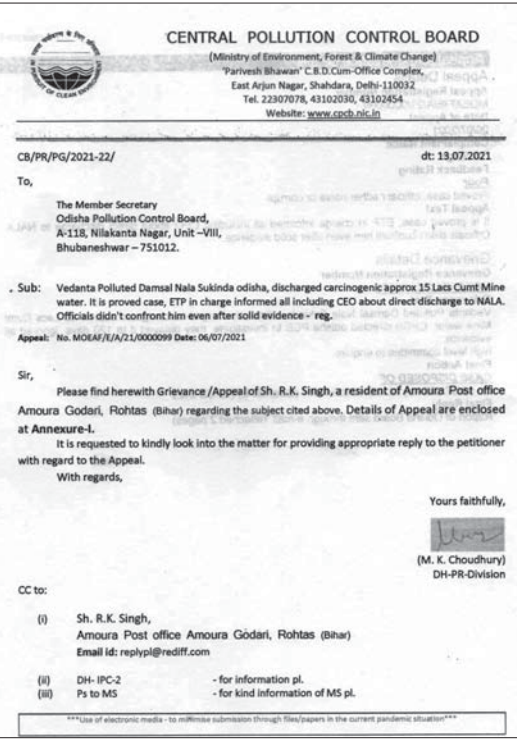 CENTRAL POLLUTION CONTROL BOARD
(Ministry of Environment, Forest & Climate Change)
'Parivesh Bhawan' C.B.D.Cum-Office Complex,
East Arjun Nagar, Shahdara, Delhi-110032
Tel. 22307078, 43102030, 43102454
Website: www.cpcb.nic.in
CB/PR/PG/2021-22/ dt: 13.07.2021
To,
The Member Secretary
Odisha Pollution Control Board,
A-118, Nilakanta Nagar, Unit –VIII,
Bhubaneshwar – 751012.
Sub: Vedanta Polluted Damsal Nala Sukinda odisha, discharged carcinogenic approx 15 Lacs Cumt Mine
water. It is proved case, ETP in charge informed all including CEO about direct discharge to NALA.
Officials didn't confront him even after solid evidence - reg.
Appeal: No. MOEAF/E/A/21/0000099 Date: 06/07/2021
Sir,
Please find herewith Grievance /Appeal of Sh. R.K. Singh, a resident of Amoura Post office
Amoura Godari, Rohtas (Bihar) regarding the subject cited above. Details of Appeal are enclosed
at Annexure-I.
It is requested to kindly look into the matter for providing appropriate reply to the petitioner
with regard to the Appeal.
With regards,
Yours faithfully,
(M. K. Choudhury)
DH-PR-Division
CC to:
(i) Sh. R.K. Singh,
Amoura Post office Amoura Godari, Rohtas (Bihar)
Email id: replypl@rediff.com
(ii) DH- IPC-2 - for information pl.
(iii) Ps to MS - for kind information of MS pl.
***Use of electronic media - to minimise submission through files/papers in the current pandemic situation***